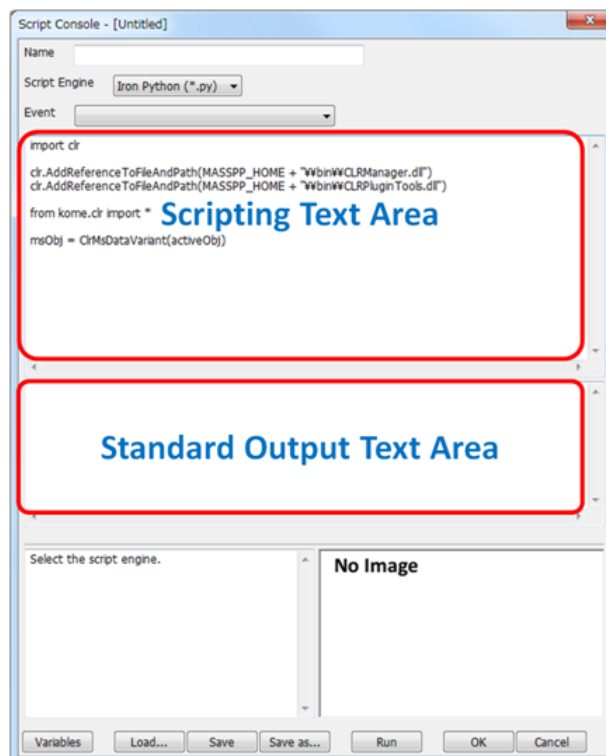 Script Console - [Untitled]
Name
Script Engine Iron Python (*.py)
Event
import clr
clr.AddReferenceToFileAndPath(MASSPP_HOME + "¥¥bin¥¥CLRManager.dll")
clr.AddReferenceToFileAndPath(MASSPP_HOME + "¥¥bin¥¥CLRPluginTools.dll")
from kome.clr import *
Scripting Text Area
msObj = ClrMsDataVariant(activeObj)
Standard Output Text Area
Select the script engine.
No Image
Variables Load... Save Save as... Run OK Cancel